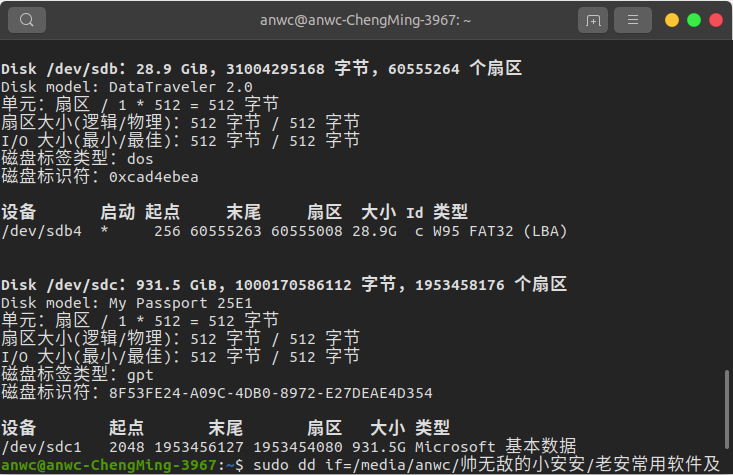 anwc@anwc-ChengMing-3967: ~
Disk /dev/sdb：28.9 GiB，31004295168 字节，60555264 个扇区
Disk model: DataTraveler 2.0
单元：扇区 / 1 * 512 = 512 字节
扇区大小(逻辑/物理)：512 字节 / 512 字节
I/O 大小(最小/最佳)：512 字节 / 512 字节
磁盘标签类型：dos
磁盘标识符：0xcad4ebea
设备 启动 起点 末尾 扇区 大小 Id 类型
/dev/sdb4 * 256 60555263 60555008 28.9G c W95 FAT32 (LBA)
Disk /dev/sdc：931.5 GiB，1000170586112 字节，1953458176 个扇区
Disk model: My Passport 25E1
单元：扇区 / 1 * 512 = 512 字节
扇区大小(逻辑/物理)：512 字节 / 512 字节
I/O 大小(最小/最佳)：512 字节 / 512 字节
磁盘标签类型：gpt
磁盘标识符：8F53FE24-A09C-4DB0-8972-E27DEAE4D354
设备 起点 末尾 扇区 大小 类型
/dev/sdc1 2048 1953456127 1953454080 931.5G Microsoft 基本数据
anwc@anwc-ChengMing-3967:~$ sudo dd if=/media/anwc/帅无敌的小安安/老安常用软件及